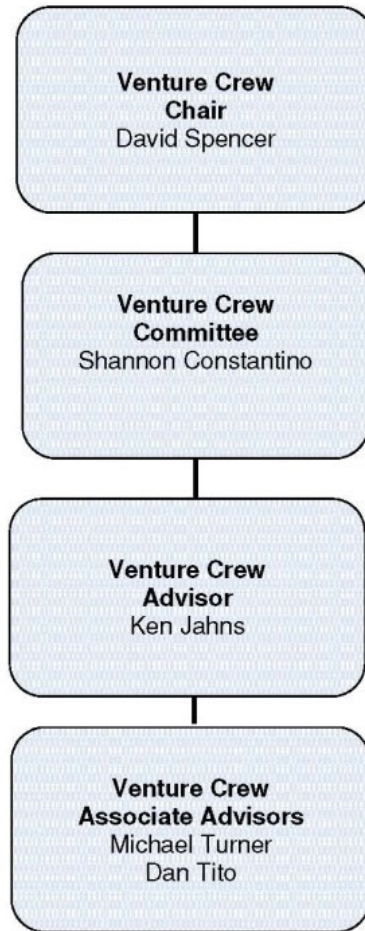 Venture Crew
Chair
David Spencer
Venture Crew
Committee
Shannon Constantino
Venture Crew
Advisor
Ken Jahns
Venture Crew
Associate Advisors
Michael Turner
Dan Tito